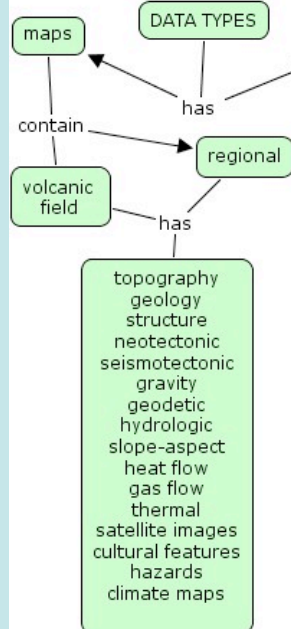 maps
DATA TYPES
has
contain
regional
volcanic
field
has
topography
geology
structure
neotectonic
seismotectonic
gravity
geodetic
hydrologic
slope-aspect
heat flow
gas flow
thermal
satellite images
cultural features
hazards
climate maps